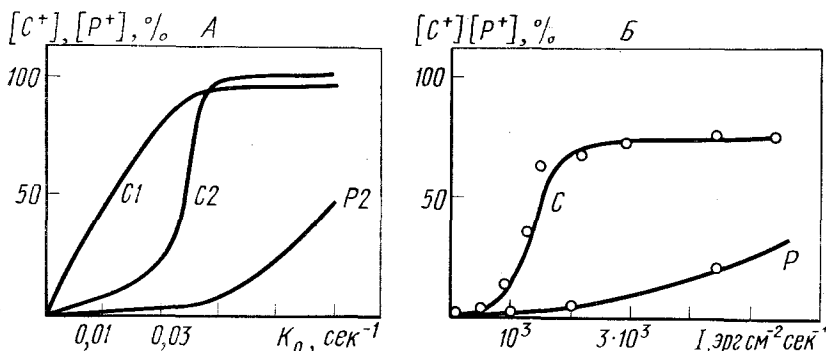 [C⁺], [P⁺], % А
100
50
C1
C2
P2
0,01
0,03
K₀, сек⁻¹
[C⁺][P⁺], % Б
100
50
C
P
10³
3·10³
I, эрг см⁻² сек⁻¹